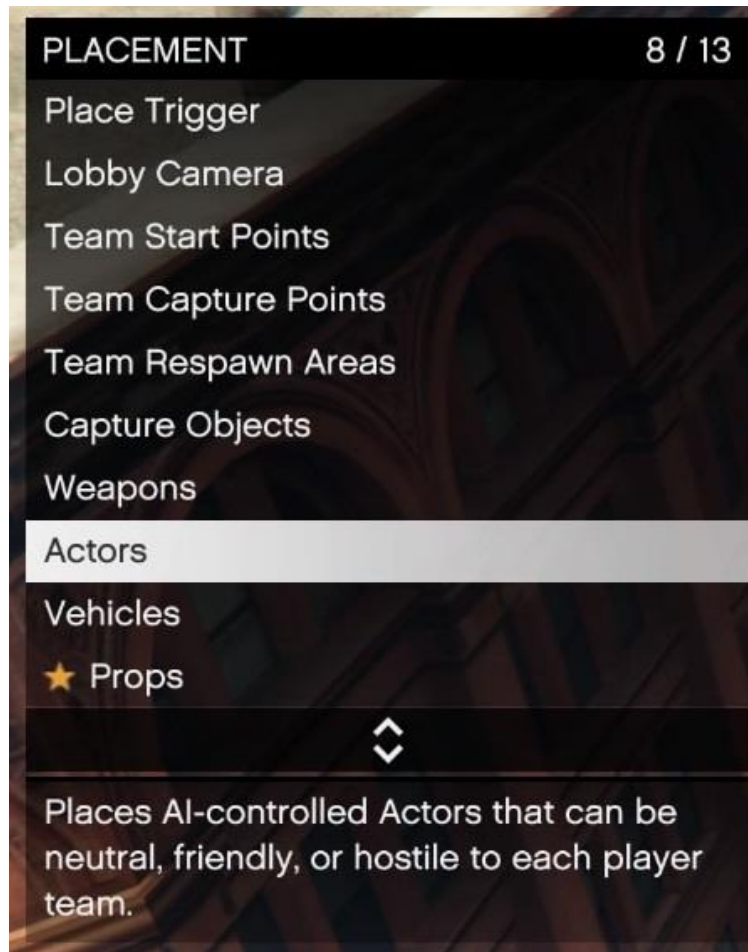 PLACEMENT 8 / 13
Place Trigger
Lobby Camera
Team Start Points
Team Capture Points
Team Respawn Areas
Capture Objects
Weapons
Actors
Vehicles
Props
Places AI-controlled Actors that can be
neutral, friendly, or hostile to each player
team.